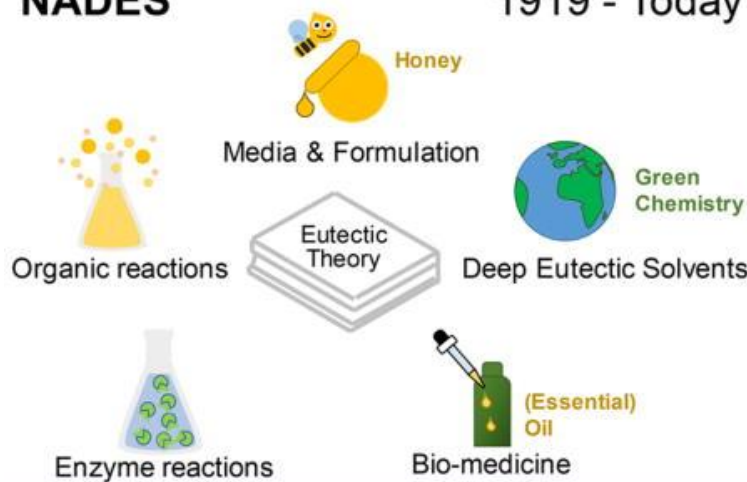 NADES
1919 - Today
Honey
Media & Formulation
Green
Chemistry
Eutectic
Theory
Organic reactions
Deep Eutectic Solvents
(Essential)
Oil
Enzyme reactions
Bio-medicine